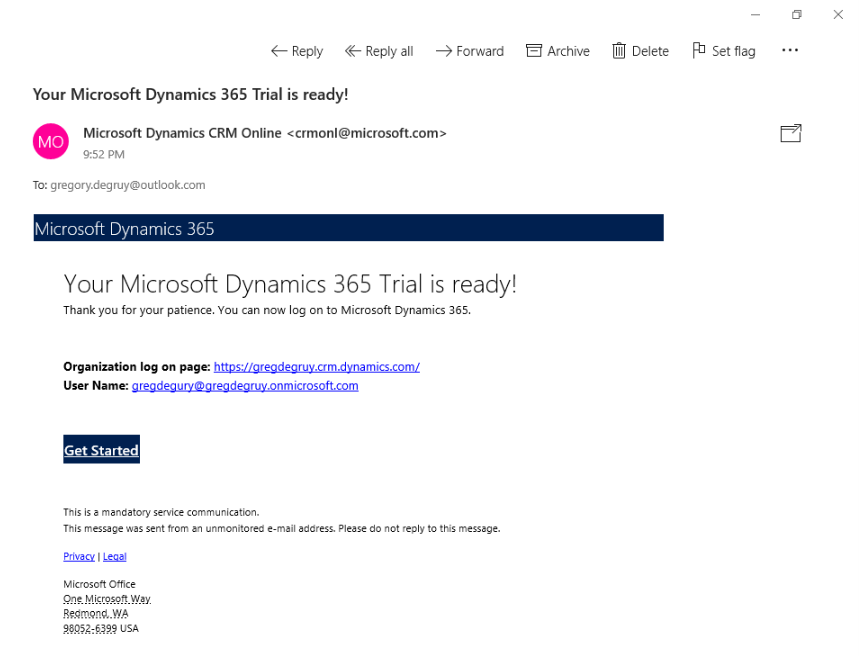 Reply
Reply all
Forward
Archive
Delete
Set flag
Your Microsoft Dynamics 365 Trial is ready!
MO
Microsoft Dynamics CRM Online <crmonl@microsoft.com>
9:52 PM
To: gregory.degruy@outlook.com
Microsoft Dynamics 365
Your Microsoft Dynamics 365 Trial is ready!
Thank you for your patience. You can now log on to Microsoft Dynamics 365.
Organization log on page: https://gregdegruy.crm.dynamics.com/
User Name: gregdegury@gregdegruy.onmicrosoft.com
Get Started
This is a mandatory service communication.
This message was sent from an unmonitored e-mail address. Please do not reply to this message.
Privacy | Legal
Microsoft Office
One Microsoft Way
Redmond, WA
98052-6399 USA